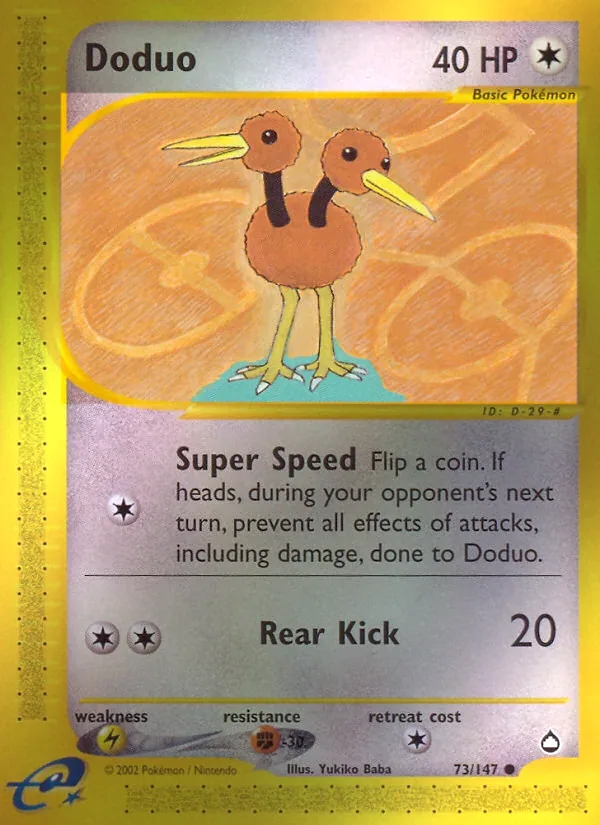 Doduo 40 HP
Basic Pokémon
ID: D-29-#
Super Speed Flip a coin. If
heads, during your opponent's next
turn, prevent all effects of attacks,
including damage, done to Doduo.
Rear Kick 20
weakness resistance retreat cost
-30
© 2002 Pokémon / Nintendo Illus. Yukiko Baba 73/147
e